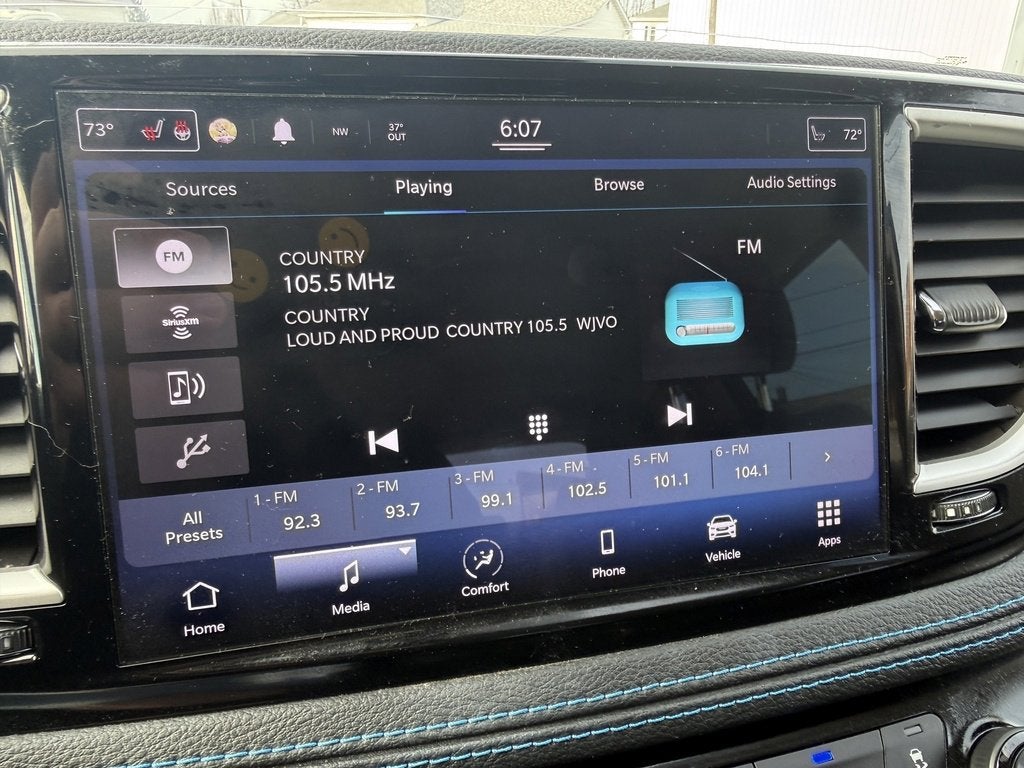 73°
NW
37°
OUT
6:07
72°
Sources
Playing
Browse
Audio Settings
FM
COUNTRY
105.5 MHz
COUNTRY
LOUD AND PROUD COUNTRY 105.5 WJVO
FM
SiriusXM
All
Presets
1 - FM
92.3
2 - FM
93.7
3 - FM
99.1
4 - FM
102.5
5 - FM
101.1
6 - FM
104.1
Home
Media
Comfort
Phone
Vehicle
Apps